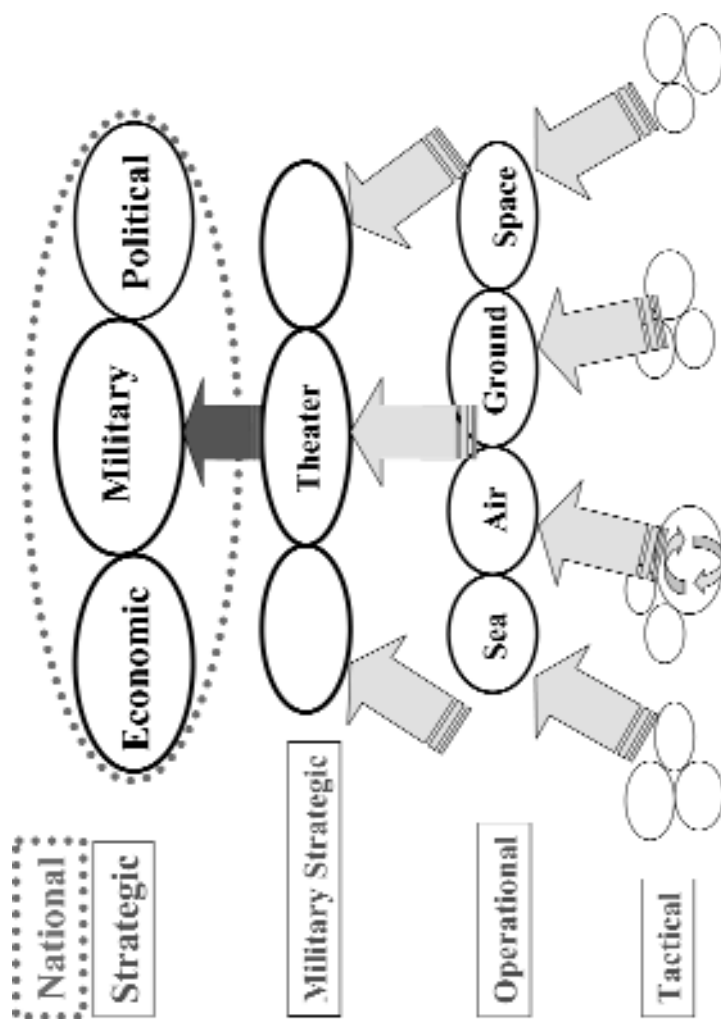 National
Strategic
Economic
Military
Political
Military Strategic
Theater
Operational
Sea
Air
Ground
Space
Tactical